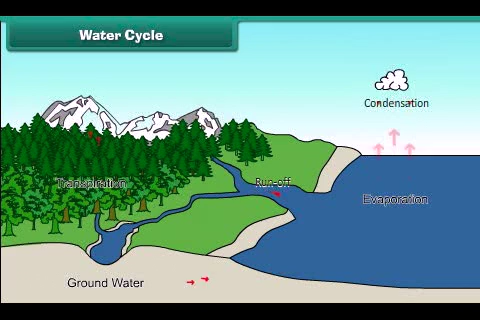 Water Cycle
Condensation
Transpiration
Run-off
Evaporation
Ground Water